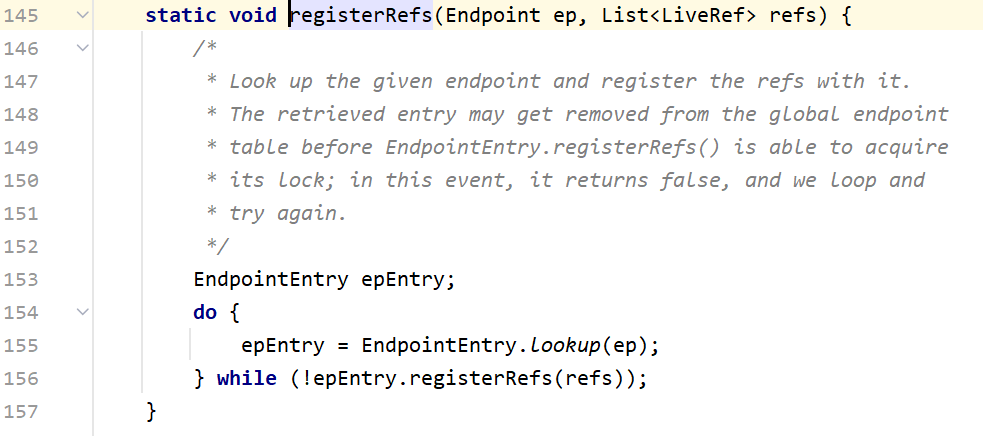 145 static void registerRefs(Endpoint ep, List<LiveRef> refs) {
146 /*
147 * Look up the given endpoint and register the refs with it.
148 * The retrieved entry may get removed from the global endpoint
149 * table before EndpointEntry.registerRefs() is able to acquire
150 * its lock; in this event, it returns false, and we loop and
151 * try again.
152 */
153 EndpointEntry epEntry;
154 do {
155 epEntry = EndpointEntry.lookup(ep);
156 } while (!epEntry.registerRefs(refs));
157 }